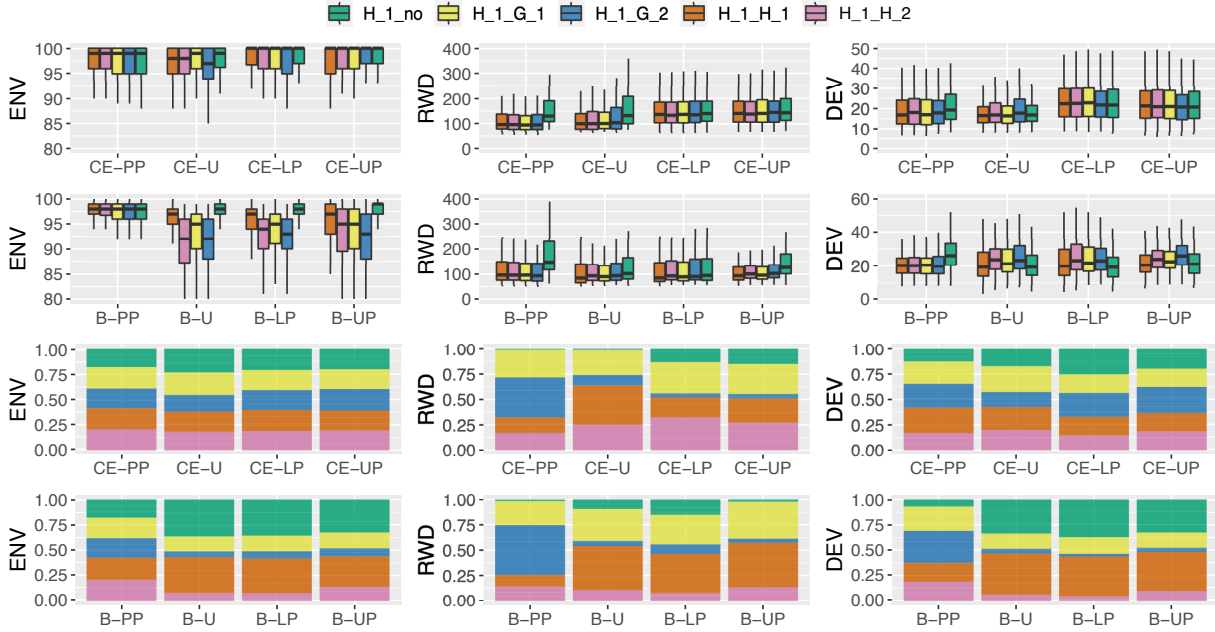 H_1_no H_1_G_1 H_1_G_2 H_1_H_1 H_1_H_2
ENV
100
95
90
85
80
CE−PP CE−U CE−LP CE−UP
RWD
400
300
200
100
0
CE−PP CE−U CE−LP CE−UP
DEV
50
40
30
20
10
0
CE−PP CE−U CE−LP CE−UP
ENV
100
95
90
85
80
B−PP B−U B−LP B−UP
RWD
400
300
200
100
0
B−PP B−U B−LP B−UP
DEV
60
40
20
0
B−PP B−U B−LP B−UP
ENV
1.00
0.75
0.50
0.25
0.00
CE−PP CE−U CE−LP CE−UP
RWD
1.00
0.75
0.50
0.25
0.00
CE−PP CE−U CE−LP CE−UP
DEV
1.00
0.75
0.50
0.25
0.00
CE−PP CE−U CE−LP CE−UP
ENV
1.00
0.75
0.50
0.25
0.00
B−PP B−U B−LP B−UP
RWD
1.00
0.75
0.50
0.25
0.00
B−PP B−U B−LP B−UP
DEV
1.00
0.75
0.50
0.25
0.00
B−PP B−U B−LP B−UP